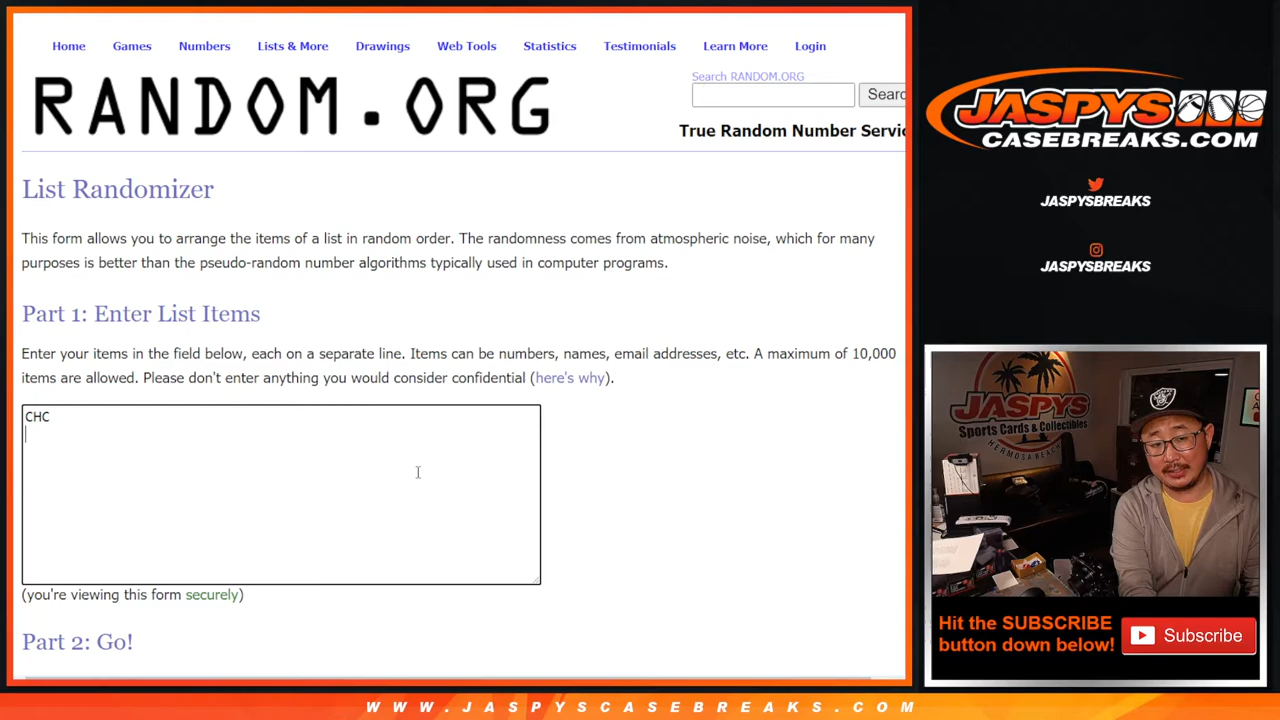 Home Games Numbers Lists & More Drawings Web Tools Statistics Testimonials Learn More Login
RANDOM.ORG
Search RANDOM.ORG
Searc
True Random Number Servic
List Randomizer
This form allows you to arrange the items of a list in random order. The randomness comes from atmospheric noise, which for many
purposes is better than the pseudo-random number algorithms typically used in computer programs.
Part 1: Enter List Items
Enter your items in the field below, each on a separate line. Items can be numbers, names, email addresses, etc. A maximum of 10,000
items are allowed. Please don't enter anything you would consider confidential (here's why).
CHC
(you're viewing this form securely)
Part 2: Go!
JASPYS
CASEBREAKS.COM
JASPYSBREAKS
JASPYSBREAKS
JASPYS
Sports Cards & Collectibles
HERMOSA BEACH
Hit the SUBSCRIBE
button down below!
Subscribe
WWW.JASPYSCASEBREAKS.COM